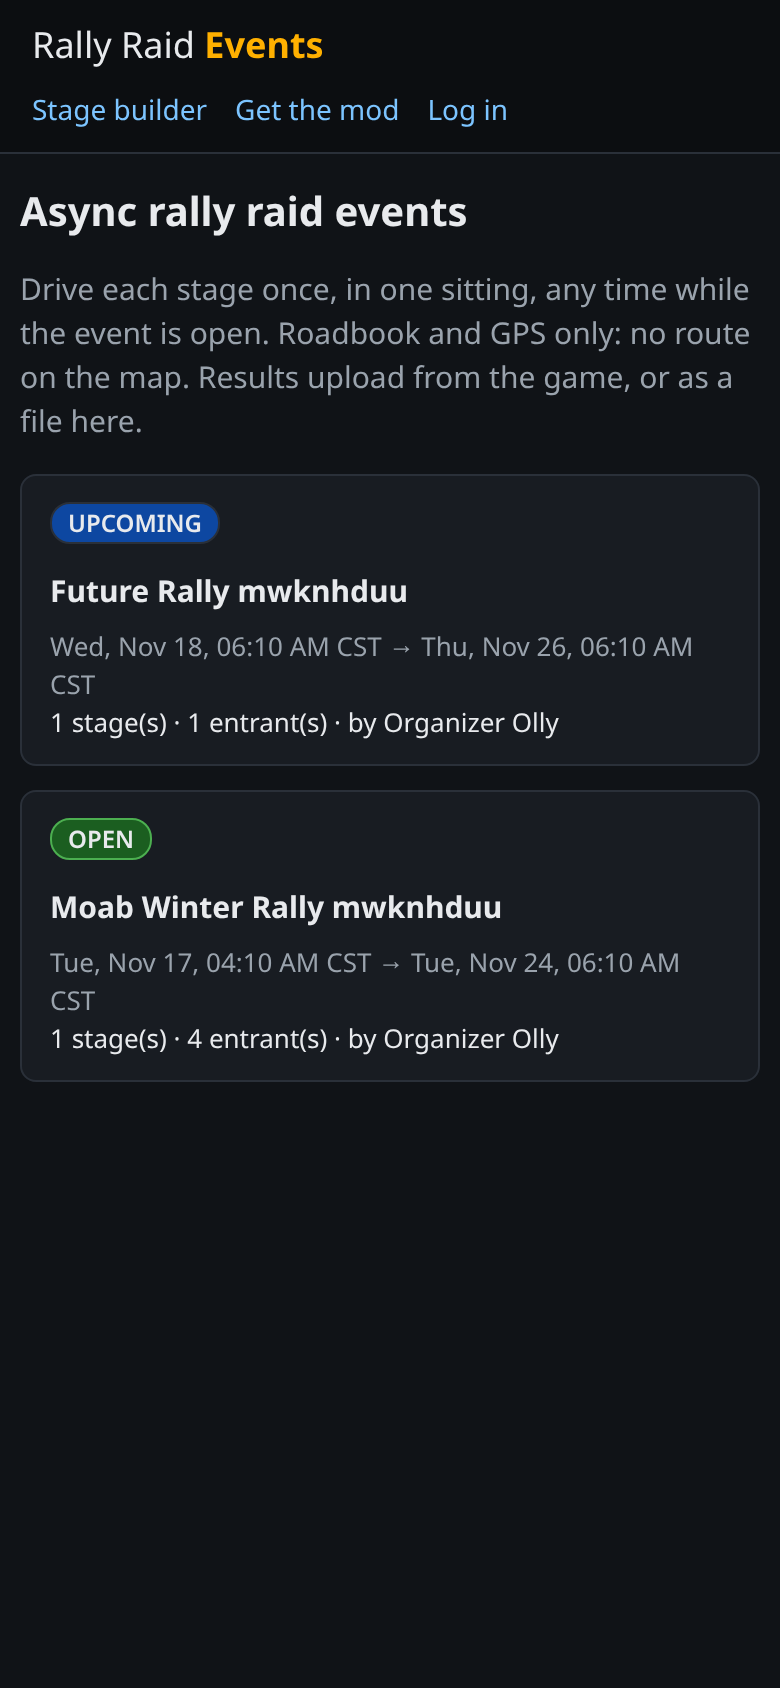 Rally Raid Events
Stage builder Get the mod Log in
Async rally raid events
Drive each stage once, in one sitting, any time while
the event is open. Roadbook and GPS only: no route
on the map. Results upload from the game, or as a
file here.
UPCOMING
Future Rally mwknhduu
Wed, Nov 18, 06:10 AM CST → Thu, Nov 26, 06:10 AM
CST
1 stage(s) · 1 entrant(s) · by Organizer Olly
OPEN
Moab Winter Rally mwknhduu
Tue, Nov 17, 04:10 AM CST → Tue, Nov 24, 06:10 AM
CST
1 stage(s) · 4 entrant(s) · by Organizer Olly